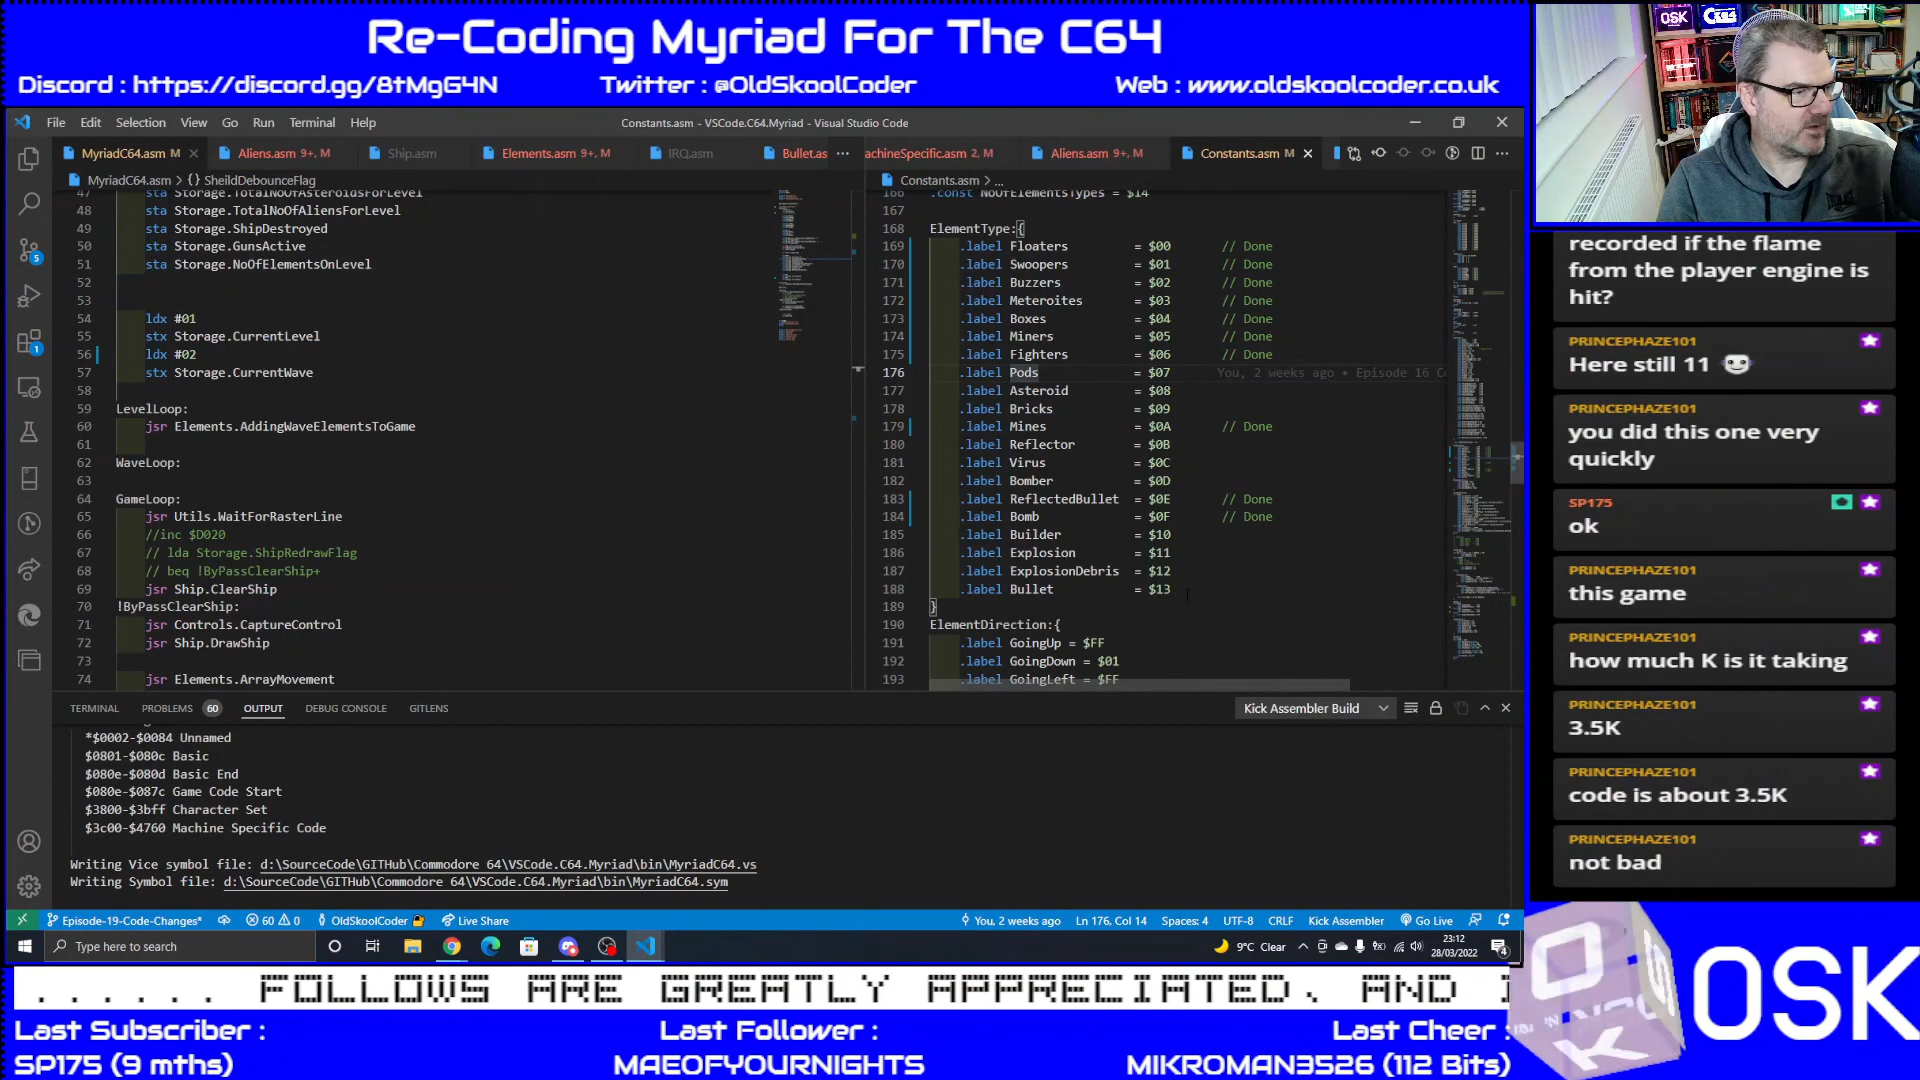 Re-Coding Myriad For The C64
Discord : https://discord.gg/8tMgG4N
Twitter : @OldSkoolCoder
Web : www.oldskoolcoder.co.uk
File Edit Selection View Go Run Terminal Help
Constants.asm - VSCode.C64.Myriad - Visual Studio Code
MyriadC64.asm M
Aliens.asm 9+, M
Ship.asm
Elements.asm 9+, M
IRQ.asm
Bullet.as
achineSpecific.asm 2, M
Aliens.asm 9+, M
Constants.asm M
MyriadC64.asm > {} SheildDebounceFlag
47 sta Storage.TotalNoOfAsteroidsForLevel
48 sta Storage.TotalNoOfAliensForLevel
49 sta Storage.ShipDestroyed
50 sta Storage.GunsActive
51 sta Storage.NoOfElementsOnLevel
52
53
54 ldx #01
55 stx Storage.CurrentLevel
56 ldx #02
57 stx Storage.CurrentWave
58
59 LevelLoop:
60 jsr Elements.AddingWaveElementsToGame
61
62 WaveLoop:
63
64 GameLoop:
65 jsr Utils.WaitForRasterLine
66 //inc $D020
67 // lda Storage.ShipRedrawFlag
68 // beq !ByPassClearShip+
69 jsr Ship.ClearShip
70 !ByPassClearShip:
71 jsr Controls.CaptureControl
72 jsr Ship.DrawShip
73
74 jsr Elements.ArrayMovement
Constants.asm > ...
166 .const NoOfElementsTypes = $14
167
168 ElementType:{
169 .label Floaters = $00 // Done
170 .label Swoopers = $01 // Done
171 .label Buzzers = $02 // Done
172 .label Meteroites = $03 // Done
173 .label Boxes = $04 // Done
174 .label Miners = $05 // Done
175 .label Fighters = $06 // Done
176 .label Pods = $07 You, 2 weeks ago • Episode 16 C
177 .label Asteroid = $08
178 .label Bricks = $09
179 .label Mines = $0A // Done
180 .label Reflector = $0B
181 .label Virus = $0C
182 .label Bomber = $0D
183 .label ReflectedBullet = $0E // Done
184 .label Bomb = $0F // Done
185 .label Builder = $10
186 .label Explosion = $11
187 .label ExplosionDebris = $12
188 .label Bullet = $13
189 }
190 ElementDirection:{
191 .label GoingUp = $FF
192 .label GoingDown = $01
193 .label GoingLeft = $FF
TERMINAL PROBLEMS 60 OUTPUT DEBUG CONSOLE GITLENS
Kick Assembler Build
*$0002-$0084 Unnamed
$0801-$080c Basic
$080e-$080d Basic End
$080e-$087c Game Code Start
$3800-$3bff Character Set
$3c00-$4760 Machine Specific Code
Writing Vice symbol file: d:\SourceCode\GITHub\Commodore 64\VSCode.C64.Myriad\bin\MyriadC64.vs
Writing Symbol file: d:\SourceCode\GITHub\Commodore 64\VSCode.C64.Myriad\bin\MyriadC64.sym
Episode-19-Code-Changes* 60 0 OldSkoolCoder Live Share
You, 2 weeks ago Ln 176, Col 14 Spaces: 4 UTF-8 CRLF Kick Assembler Go Live
Type here to search
9°C Clear
23:12
28/03/2022
4
5
1
recorded if the flame
from the player engine is
hit?
PRINCEPHAZE101
Here still 11
PRINCEPHAZE101
you did this one very
quickly
SP175
ok
PRINCEPHAZE101
this game
PRINCEPHAZE101
how much K is it taking
PRINCEPHAZE101
3.5K
PRINCEPHAZE101
code is about 3.5K
PRINCEPHAZE101
not bad
OSK
...... FOLLOWS ARE GREATLY APPRECIATED, AND
OSK
Last Subscriber :
SP175 (9 mths)
Last Follower :
MAEOFYOURNIGHTS
Last Cheer :
MIKROMAN3526 (112 Bits)